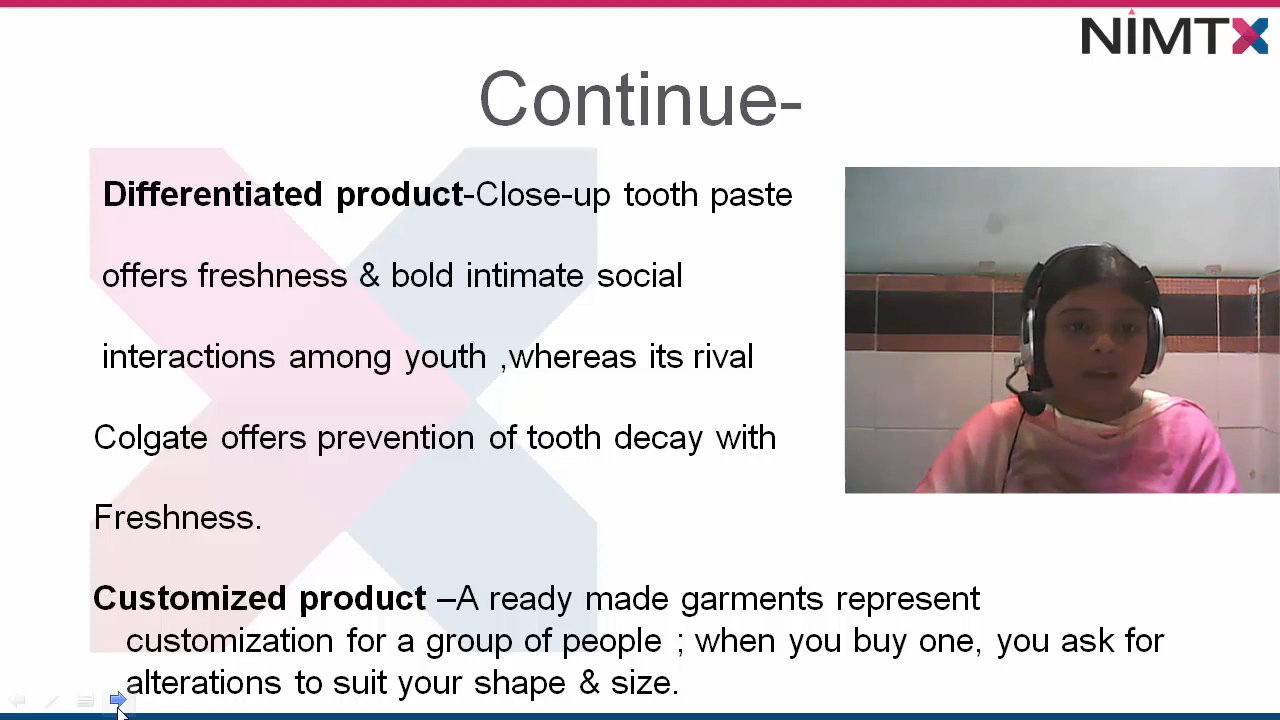 NIMTX
Continue-
Differentiated product-Close-up tooth paste
offers freshness & bold intimate social
interactions among youth ,whereas its rival
Colgate offers prevention of tooth decay with
Freshness.
Customized product –A ready made garments represent
customization for a group of people ; when you buy one, you ask for
alterations to suit your shape & size.